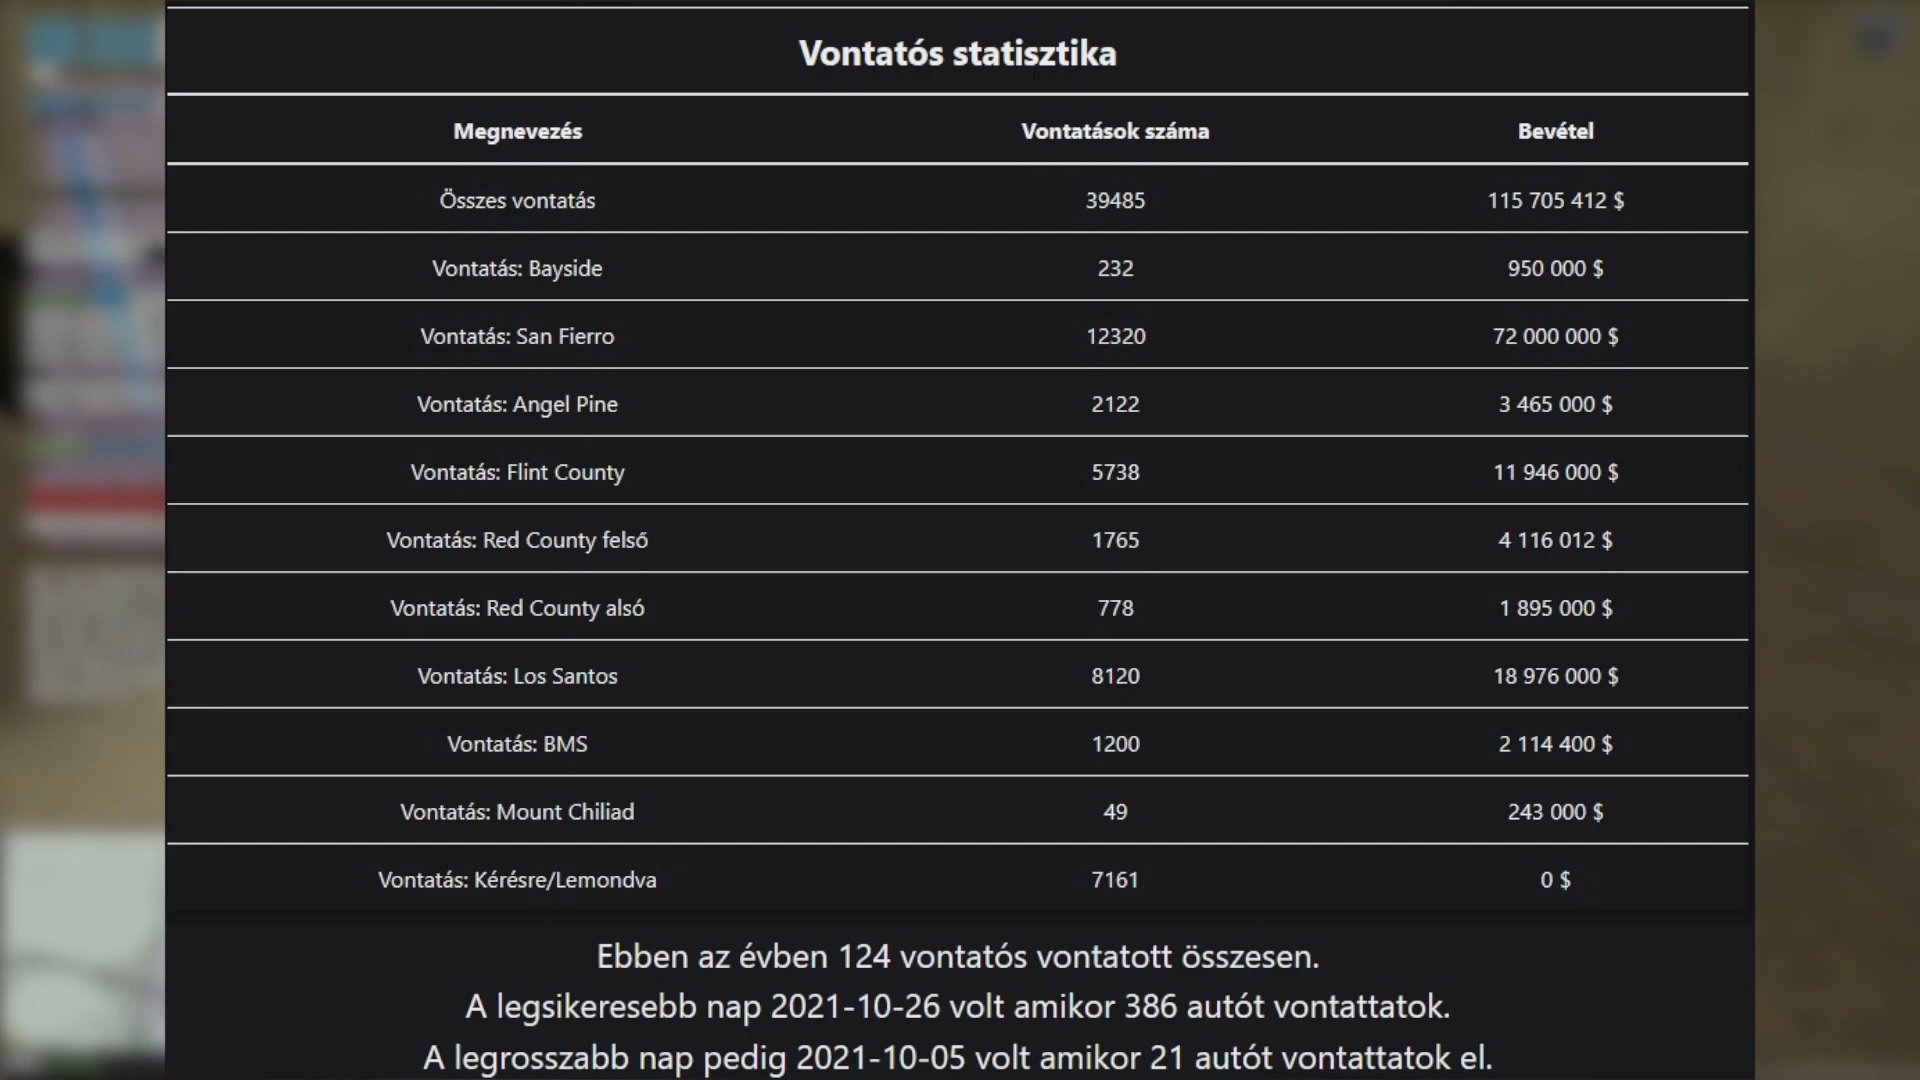 Vontatós statisztika
Megnevezés Vontatások száma Bevétel
Összes vontatás 39485 115 705 412 $
Vontatás: Bayside 232 950 000 $
Vontatás: San Fierro 12320 72 000 000 $
Vontatás: Angel Pine 2122 3 465 000 $
Vontatás: Flint County 5738 11 946 000 $
Vontatás: Red County felső 1765 4 116 012 $
Vontatás: Red County alsó 778 1 895 000 $
Vontatás: Los Santos 8120 18 976 000 $
Vontatás: BMS 1200 2 114 400 $
Vontatás: Mount Chiliad 49 243 000 $
Vontatás: Kérésre/Lemondva 7161 0 $
Ebben az évben 124 vontatós vontatott összesen.
A legsikeresebb nap 2021-10-26 volt amikor 386 autót vontattatok.
A legrosszabb nap pedig 2021-10-05 volt amikor 21 autót vontattatok el.